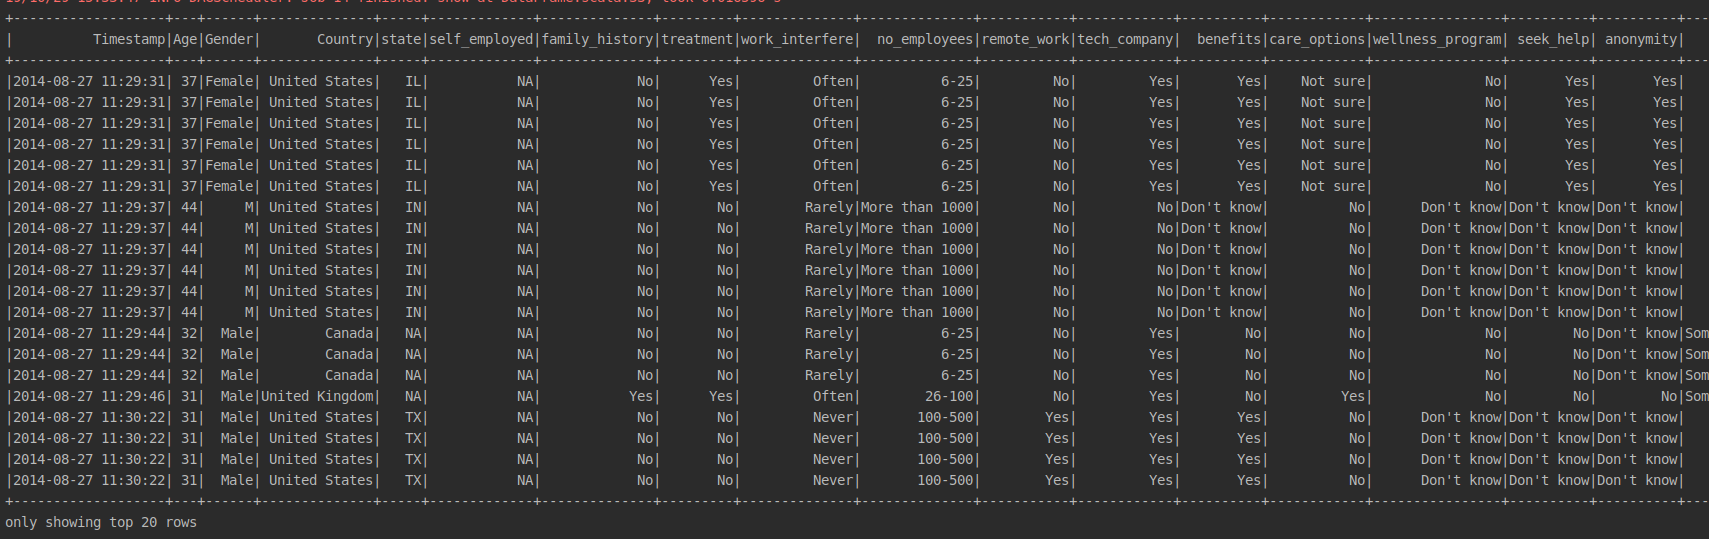 +-------------------+---+------+--------------+-----+-------------+--------------+---------+--------------+--------------+-----------+------------+----------+------------+----------------+----------+----------+---
|          Timestamp|Age|Gender|       Country|state|self_employed|family_history|treatment|work_interfere|  no_employees|remote_work|tech_company|  benefits|care_options|wellness_program| seek_help| anonymity|
+-------------------+---+------+--------------+-----+-------------+--------------+---------+--------------+--------------+-----------+------------+----------+------------+----------------+----------+----------+---
|2014-08-27 11:29:31| 37|Female| United States|   IL|           NA|            No|      Yes|         Often|          6-25|         No|         Yes|       Yes|    Not sure|              No|       Yes|       Yes|
|2014-08-27 11:29:31| 37|Female| United States|   IL|           NA|            No|      Yes|         Often|          6-25|         No|         Yes|       Yes|    Not sure|              No|       Yes|       Yes|
|2014-08-27 11:29:31| 37|Female| United States|   IL|           NA|            No|      Yes|         Often|          6-25|         No|         Yes|       Yes|    Not sure|              No|       Yes|       Yes|
|2014-08-27 11:29:31| 37|Female| United States|   IL|           NA|            No|      Yes|         Often|          6-25|         No|         Yes|       Yes|    Not sure|              No|       Yes|       Yes|
|2014-08-27 11:29:31| 37|Female| United States|   IL|           NA|            No|      Yes|         Often|          6-25|         No|         Yes|       Yes|    Not sure|              No|       Yes|       Yes|
|2014-08-27 11:29:31| 37|Female| United States|   IL|           NA|            No|      Yes|         Often|          6-25|         No|         Yes|       Yes|    Not sure|              No|       Yes|       Yes|
|2014-08-27 11:29:37| 44|     M| United States|   IN|           NA|            No|       No|        Rarely|More than 1000|         No|          No|Don't know|          No|      Don't know|Don't know|Don't know|
|2014-08-27 11:29:37| 44|     M| United States|   IN|           NA|            No|       No|        Rarely|More than 1000|         No|          No|Don't know|          No|      Don't know|Don't know|Don't know|
|2014-08-27 11:29:37| 44|     M| United States|   IN|           NA|            No|       No|        Rarely|More than 1000|         No|          No|Don't know|          No|      Don't know|Don't know|Don't know|
|2014-08-27 11:29:37| 44|     M| United States|   IN|           NA|            No|       No|        Rarely|More than 1000|         No|          No|Don't know|          No|      Don't know|Don't know|Don't know|
|2014-08-27 11:29:37| 44|     M| United States|   IN|           NA|            No|       No|        Rarely|More than 1000|         No|          No|Don't know|          No|      Don't know|Don't know|Don't know|
|2014-08-27 11:29:37| 44|     M| United States|   IN|           NA|            No|       No|        Rarely|More than 1000|         No|          No|Don't know|          No|      Don't know|Don't know|Don't know|
|2014-08-27 11:29:44| 32|  Male|        Canada|   NA|           NA|            No|       No|        Rarely|          6-25|         No|         Yes|        No|          No|              No|        No|Don't know|Som
|2014-08-27 11:29:44| 32|  Male|        Canada|   NA|           NA|            No|       No|        Rarely|          6-25|         No|         Yes|        No|          No|              No|        No|Don't know|Som
|2014-08-27 11:29:44| 32|  Male|        Canada|   NA|           NA|            No|       No|        Rarely|          6-25|         No|         Yes|        No|          No|              No|        No|Don't know|Som
|2014-08-27 11:29:46| 31|  Male|United Kingdom|   NA|           NA|           Yes|      Yes|         Often|        26-100|         No|         Yes|        No|         Yes|              No|        No|        No|Som
|2014-08-27 11:30:22| 31|  Male| United States|   TX|           NA|            No|       No|         Never|       100-500|        Yes|         Yes|       Yes|          No|      Don't know|Don't know|Don't know|
|2014-08-27 11:30:22| 31|  Male| United States|   TX|           NA|            No|       No|         Never|       100-500|        Yes|         Yes|       Yes|          No|      Don't know|Don't know|Don't know|
|2014-08-27 11:30:22| 31|  Male| United States|   TX|           NA|            No|       No|         Never|       100-500|        Yes|         Yes|       Yes|          No|      Don't know|Don't know|Don't know|
|2014-08-27 11:30:22| 31|  Male| United States|   TX|           NA|            No|       No|         Never|       100-500|        Yes|         Yes|       Yes|          No|      Don't know|Don't know|Don't know|
+-------------------+---+------+--------------+-----+-------------+--------------+---------+--------------+--------------+-----------+------------+----------+------------+----------------+----------+----------+---
only showing top 20 rows